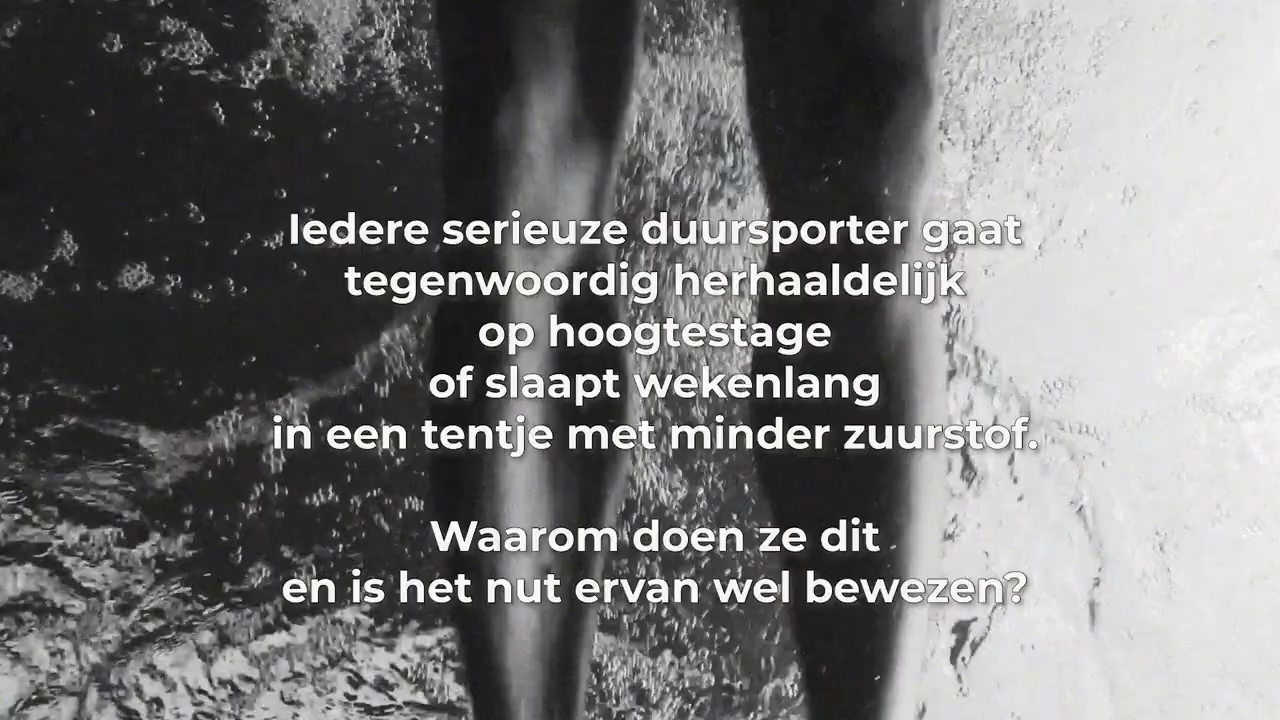 Iedere serieuze duursporter gaat
tegenwoordig herhaaldelijk
op hoogtestage
of slaapt wekenlang
in een tentje met minder zuurstof.
Waarom doen ze dit
en is het nut ervan wel bewezen?